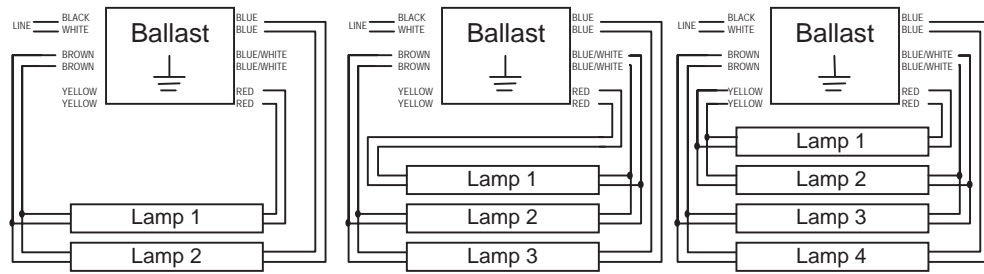 BLACK
LINE
WHITE
Ballast
BLUE
BLUE
BROWN
BROWN
BLUE/WHITE
BLUE/WHITE
YELLOW
YELLOW
RED
RED
Lamp 1
Lamp 2
BLACK
LINE
WHITE
Ballast
BLUE
BLUE
BROWN
BROWN
BLUE/WHITE
BLUE/WHITE
YELLOW
YELLOW
RED
RED
Lamp 1
Lamp 2
Lamp 3
BLACK
LINE
WHITE
Ballast
BLUE
BLUE
BROWN
BROWN
BLUE/WHITE
BLUE/WHITE
YELLOW
YELLOW
RED
RED
Lamp 1
Lamp 2
Lamp 3
Lamp 4